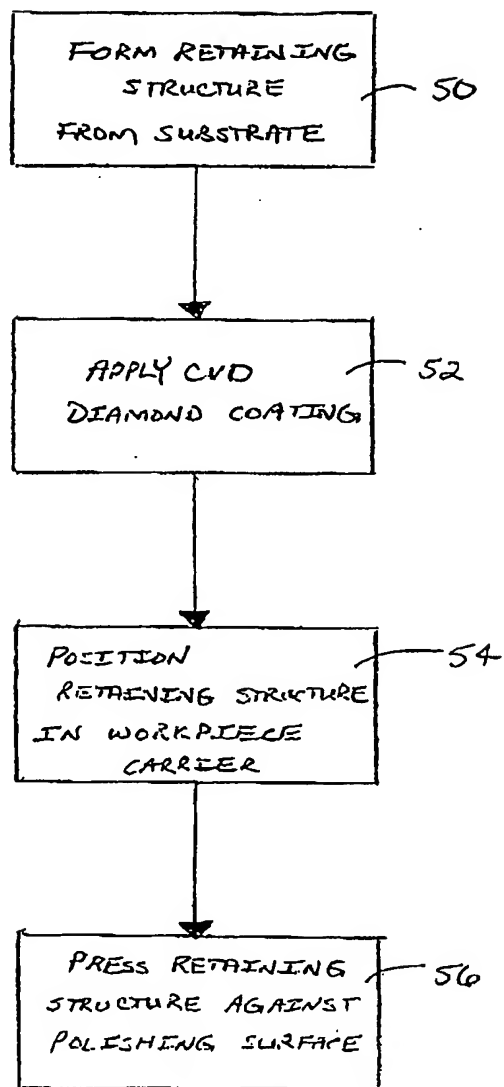 FORM RETAINING
STRUCTURE
FROM SUBSTRATE
50
APPLY CVD
DIAMOND COATING
52
POSITION
RETAINING STRUCTURE
IN WORKPIECE
CARRIER
54
PRESS RETAINING
STRUCTURE AGAINST
POLISHING SURFACE
56